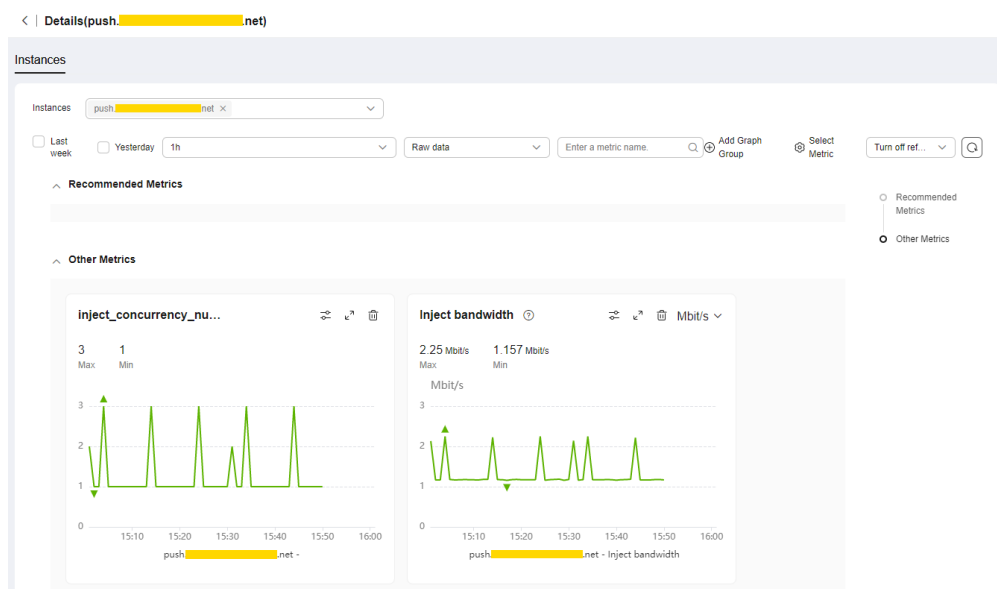 Details(push. .net)
Instances
Instances
push. net ×
Last week
Yesterday
1h
Raw data
Enter a metric name.
Add Graph Group
Select Metric
Turn off ref...
Recommended Metrics
Recommended Metrics
Other Metrics
Other Metrics
inject_concurrency_nu...
3 1
Max Min
3
2
1
0
15:10 15:20 15:30 15:40 15:50 16:00
push .net -
Inject bandwidth
Mbit/s
2.25 Mbit/s 1.157 Mbit/s
Max Min
Mbit/s
3
2
1
0
15:10 15:20 15:30 15:40 15:50 16:00
push. .net - Inject bandwidth